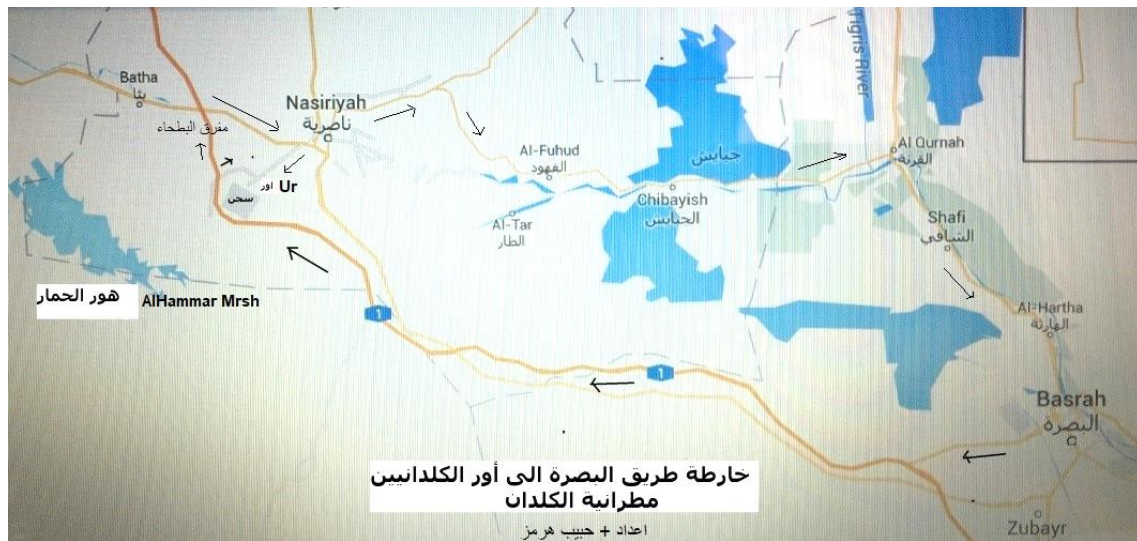 Batha
بثا
مفرق البطحاء
Nasiriyah
ناصرية
Ur اور
سجن
Al-Fuhud
الفهود
Al-Tar
الطار
جبايش
Chibayish
الجبايش
Tigris River
Al Qurnah
القرنة
Shafi
الشافي
Al-Hartha
الهارثة
Basrah
البصرة
Zubayr
هور الحمار
AlHammar Mrsh
1
1
خارطة طريق البصرة الى أور الكلدانيين
مطرانية الكلدان
اعداد + حبيب هرمز